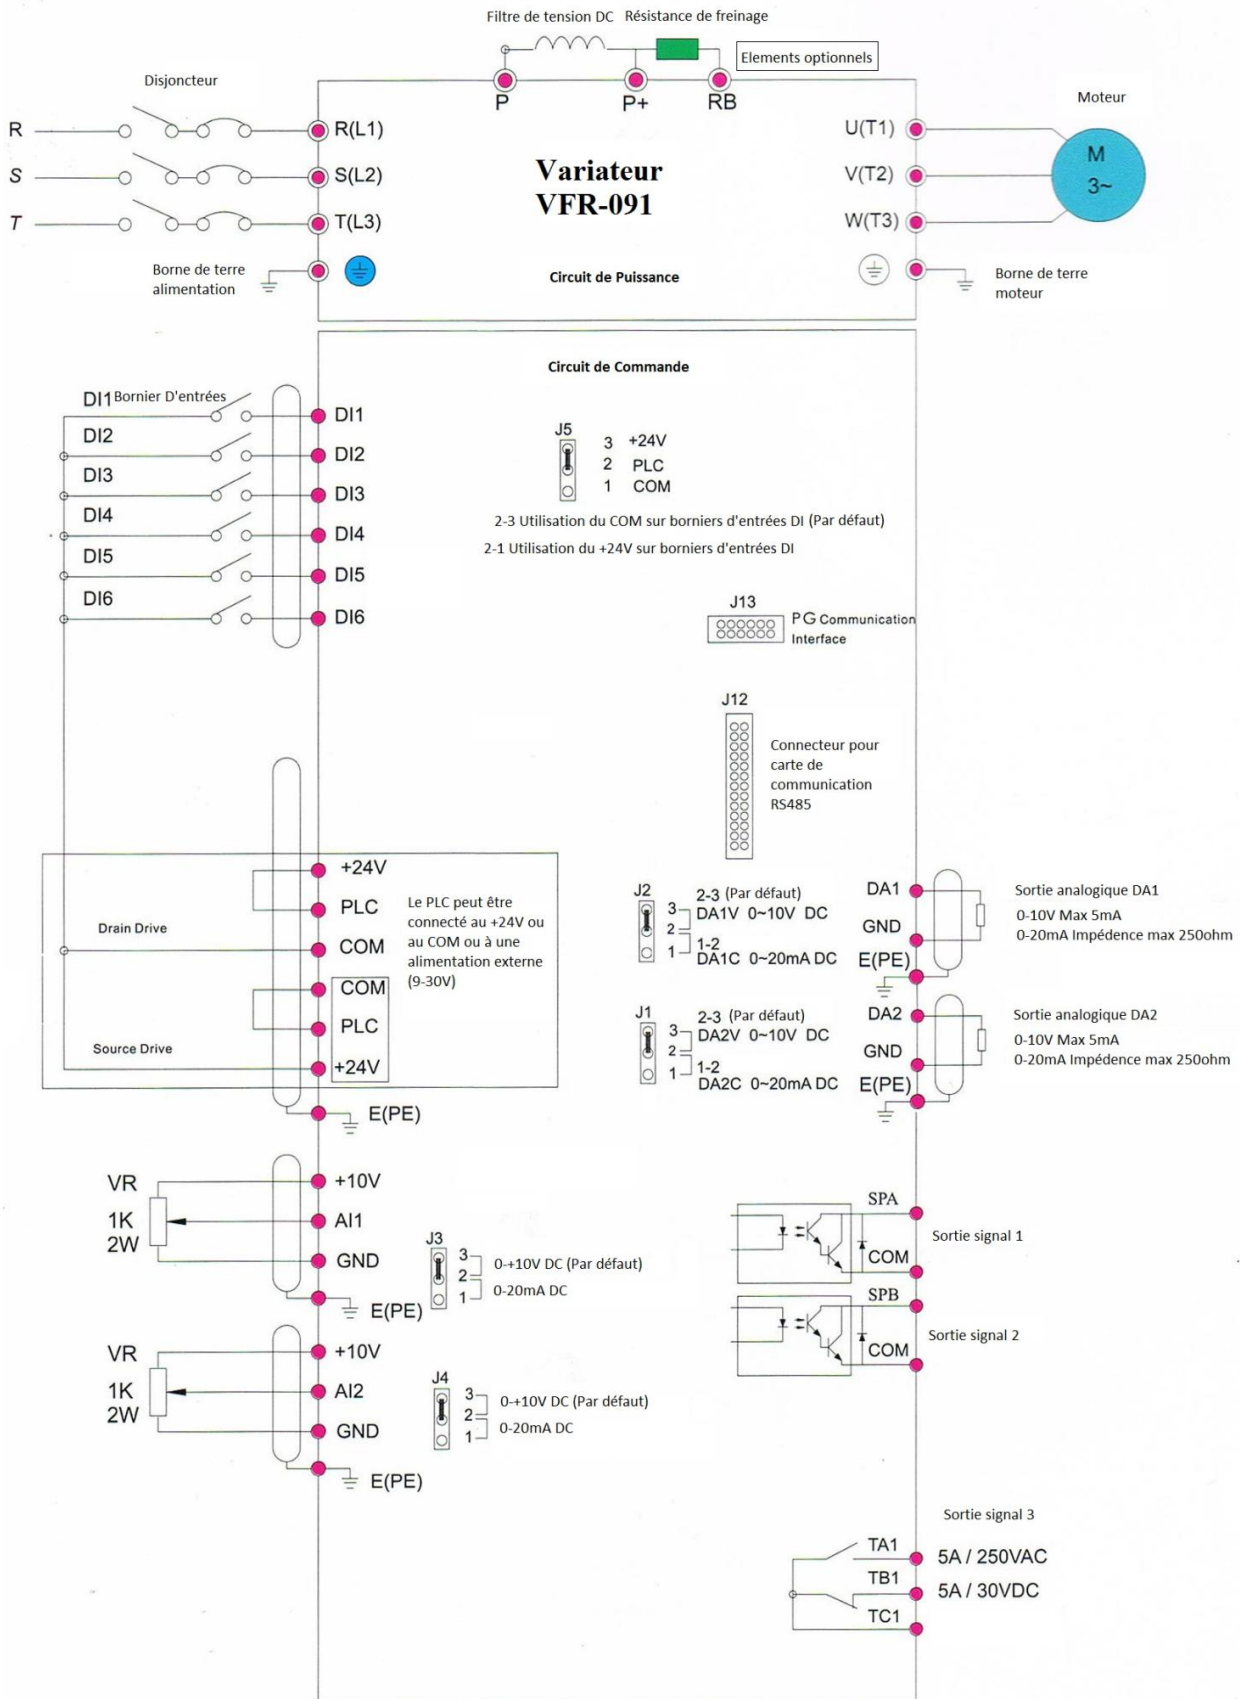 Filtre de tension DC Résistance de freinage
Elements optionnels
P
P+
RB
Disjoncteur
Moteur
R
R(L1)
S
S(L2)
T
T(L3)
Variateur
VFR-091
U(T1)
V(T2)
W(T3)
M
3~
Borne de terre
alimentation
Circuit de Puissance
Borne de terre
moteur
Circuit de Commande
DI1 Bornier D'entrées
DI1
DI2
DI2
DI3
DI3
DI4
DI4
DI5
DI5
DI6
DI6
J5
3 +24V
2 PLC
1 COM
2-3 Utilisation du COM sur borniers d'entrées DI (Par défaut)
2-1 Utilisation du +24V sur borniers d'entrées DI
J13
PG Communication
Interface
J12
Connecteur pour
carte de
communication
RS485
Drain Drive
Source Drive
+24V
PLC
COM
COM
PLC
+24V
E(PE)
Le PLC peut être
connecté au +24V ou
au COM ou à une
alimentation externe
(9-30V)
J2
3
2
1
2-3 (Par défaut)
DA1V 0~10V DC
1-2
DA1C 0~20mA DC
DA1
GND
E(PE)
Sortie analogique DA1
0-10V Max 5mA
0-20mA Impédence max 250ohm
J1
3
2
1
2-3 (Par défaut)
DA2V 0~10V DC
1-2
DA2C 0~20mA DC
DA2
GND
E(PE)
Sortie analogique DA2
0-10V Max 5mA
0-20mA Impédence max 250ohm
VR
1K
2W
+10V
AI1
GND
E(PE)
J3
3
2
1
0-+10V DC (Par défaut)
0-20mA DC
VR
1K
2W
+10V
AI2
GND
E(PE)
J4
3
2
1
0-+10V DC (Par défaut)
0-20mA DC
SPA
COM
Sortie signal 1
SPB
COM
Sortie signal 2
Sortie signal 3
TA1
5A / 250VAC
TB1
5A / 30VDC
TC1